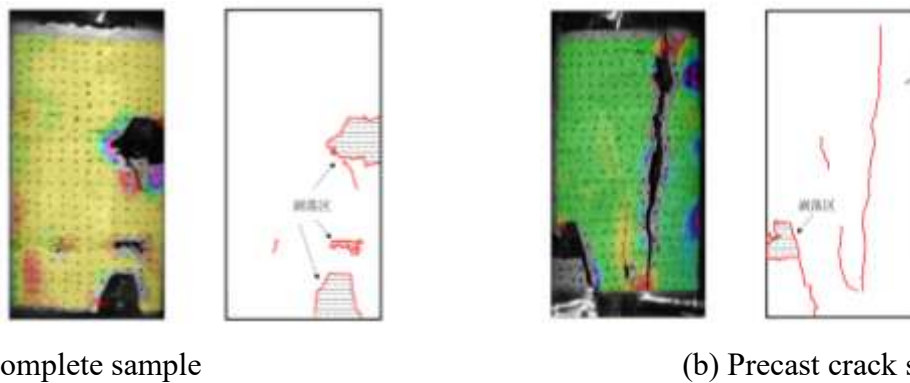 剥落区
剥落区
omplete sample
(b) Precast crack s